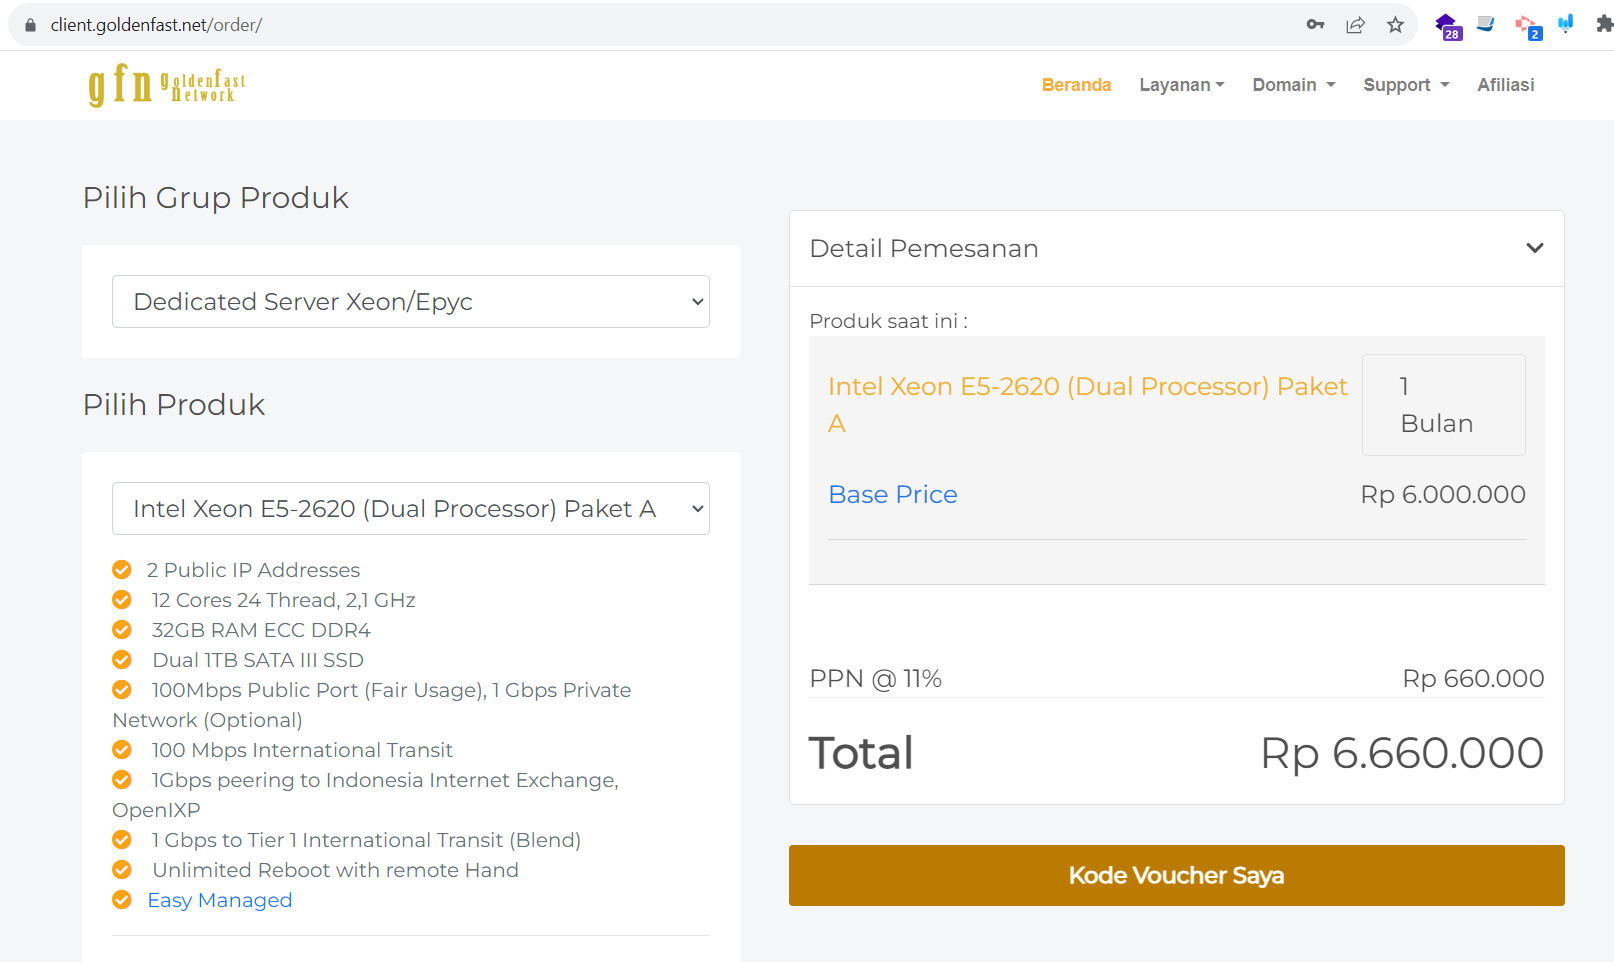 client.goldenfast.net/order/
28
2
gfn goldenfast
network
Beranda
Layanan
Domain
Support
Afiliasi
Pilih Grup Produk
Dedicated Server Xeon/Epyc
Pilih Produk
Intel Xeon E5-2620 (Dual Processor) Paket A
2 Public IP Addresses
12 Cores 24 Thread, 2,1 GHz
32GB RAM ECC DDR4
Dual 1TB SATA III SSD
100Mbps Public Port (Fair Usage), 1 Gbps Private
Network (Optional)
100 Mbps International Transit
1Gbps peering to Indonesia Internet Exchange,
OpenIXP
1 Gbps to Tier 1 International Transit (Blend)
Unlimited Reboot with remote Hand
Easy Managed
Detail Pemesanan
Produk saat ini :
Intel Xeon E5-2620 (Dual Processor) Paket
A
1
Bulan
Base Price
Rp 6.000.000
PPN @ 11%
Rp 660.000
Total
Rp 6.660.000
Kode Voucher Saya